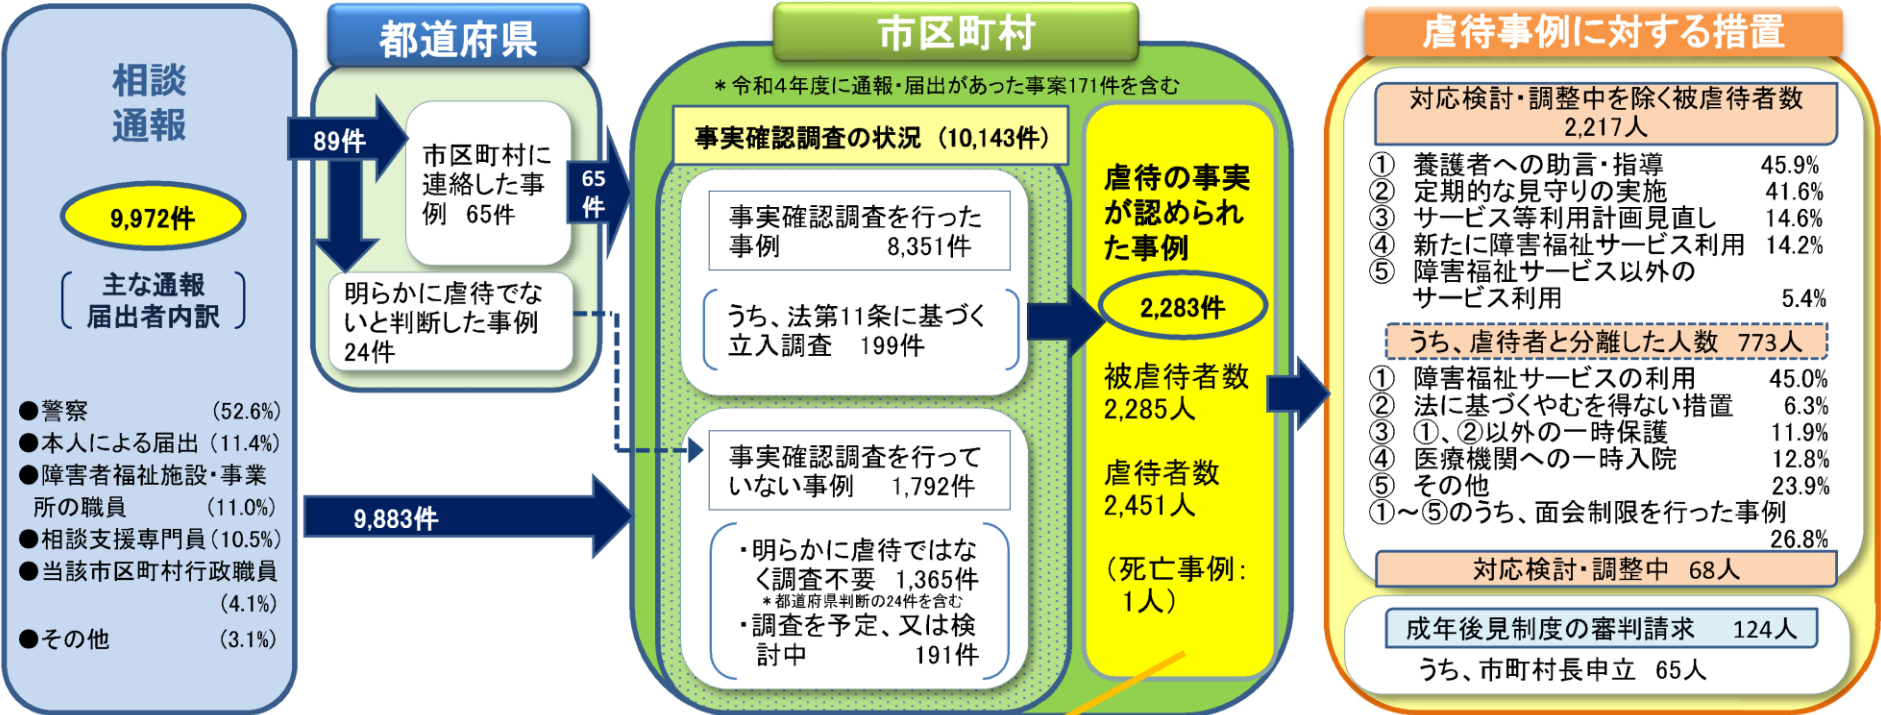 相談
通報
9,972件
主な通報
届出者内訳
●警察 (52.6%)
●本人による届出 (11.4%)
●障害者福祉施設・事業
所の職員 (11.0%)
●相談支援専門員(10.5%)
●当該市区町村行政職員
(4.1%)
●その他 (3.1%)
都道府県
89件
市区町村に
連絡した事
例 65件
65
件
明らかに虐待でな
いと判断した事例
24件
9,883件
市区町村
＊令和4年度に通報・届出があった事案171件を含む
事実確認調査の状況 (10,143件)
事実確認調査を行った
事例 8,351件
うち、法第11条に基づく
立入調査 199件
事実確認調査を行って
いない事例 1,792件
・明らかに虐待ではな
く調査不要 1,365件
＊都道府県判断の24件を含む
・調査を予定、又は検
討中 191件
虐待の事実
が認められ
た事例
2,283件
被虐待者数
2,285人
虐待者数
2,451人
(死亡事例：
1人)
虐待事例に対する措置
対応検討・調整中を除く被虐待者数
2,217人
① 養護者への助言・指導 45.9%
② 定期的な見守りの実施 41.6%
③ サービス等利用計画見直し 14.6%
④ 新たに障害福祉サービス利用 14.2%
⑤ 障害福祉サービス以外の
サービス利用 5.4%
うち、虐待者と分離した人数 773人
① 障害福祉サービスの利用 45.0%
② 法に基づくやむを得ない措置 6.3%
③ ①、②以外の一時保護 11.9%
④ 医療機関への一時入院 12.8%
⑤ その他 23.9%
①～⑤のうち、面会制限を行った事例
26.8%
対応検討・調整中 68人
成年後見制度の審判請求 124人
うち、市町村長申立 65人